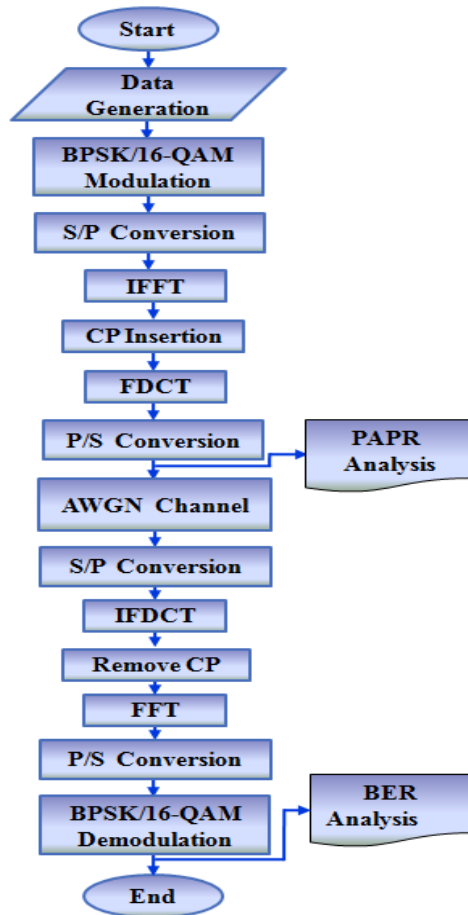 Start
Data
Generation
BPSK/16-QAM
Modulation
S/P Conversion
IFFT
CP Insertion
FDCT
P/S Conversion
PAPR
Analysis
AWGN Channel
S/P Conversion
IFDCT
Remove CP
FFT
P/S Conversion
BPSK/16-QAM
Demodulation
BER
Analysis
End